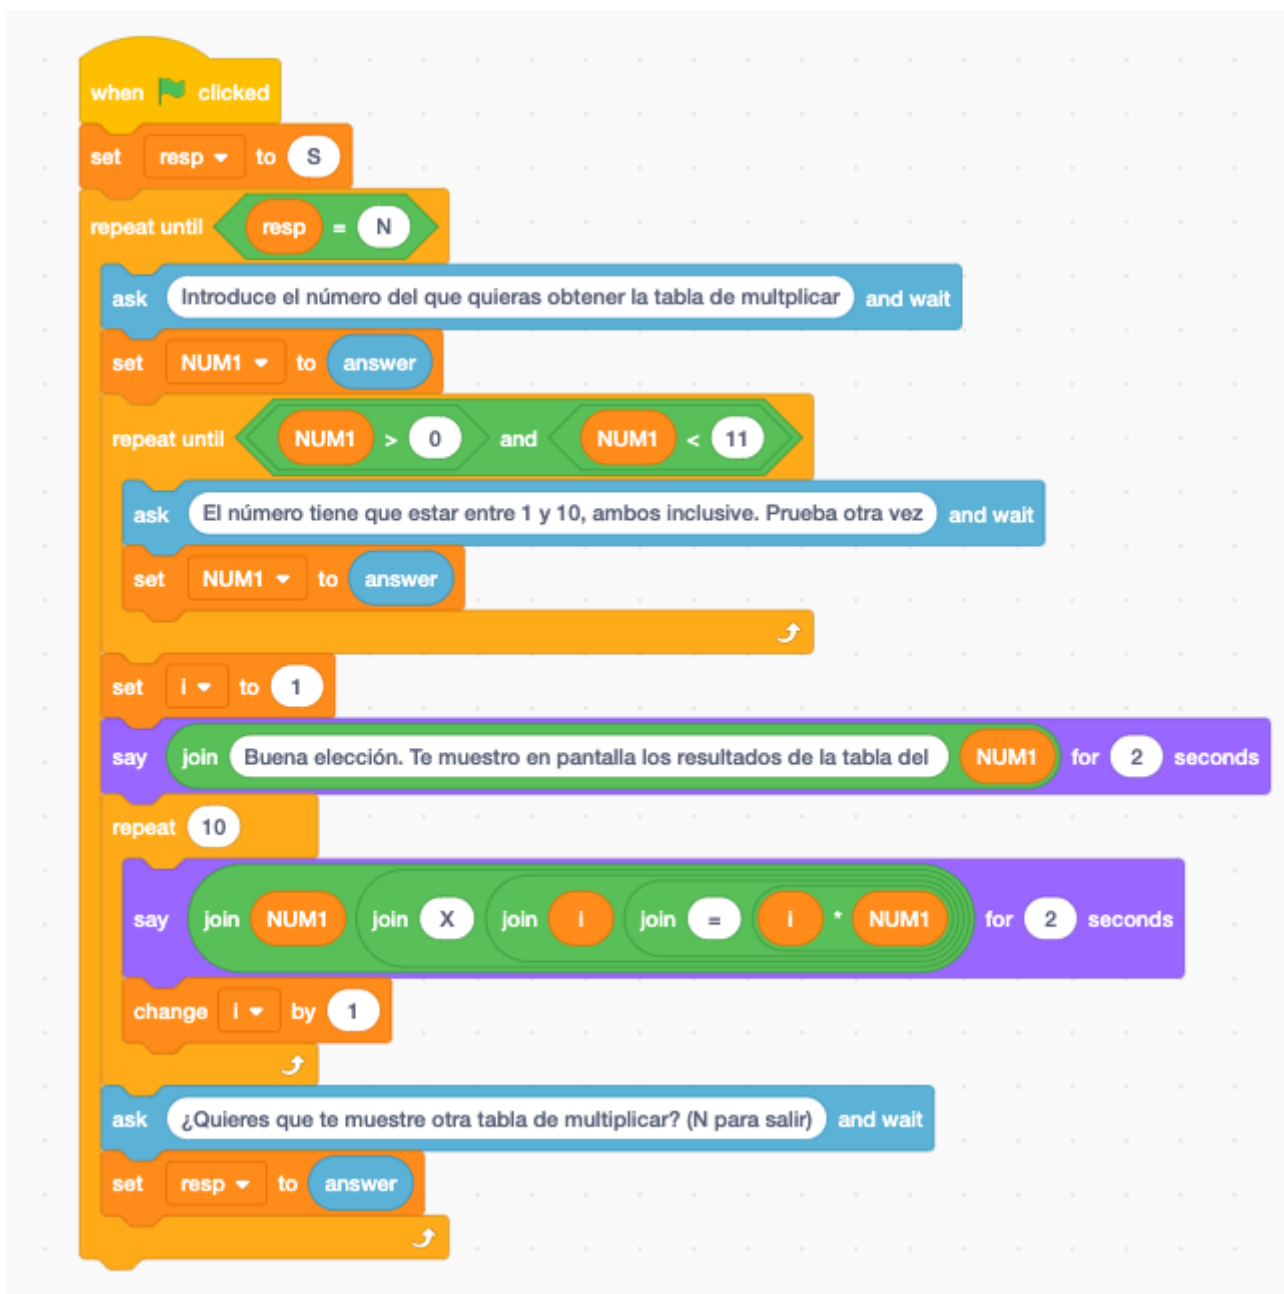 when clicked
set resp to S
repeat until resp = N
ask Introduce el número del que quieras obtener la tabla de multplicar and wait
set NUM1 to answer
repeat until NUM1 > 0 and NUM1 < 11
ask El número tiene que estar entre 1 y 10, ambos inclusive. Prueba otra vez and wait
set NUM1 to answer
set i to 1
say join Buena elección. Te muestro en pantalla los resultados de la tabla del NUM1 for 2 seconds
repeat 10
say join NUM1 join X join i join = i * NUM1 for 2 seconds
change i by 1
ask ¿Quieres que te muestre otra tabla de multiplicar? (N para salir) and wait
set resp to answer